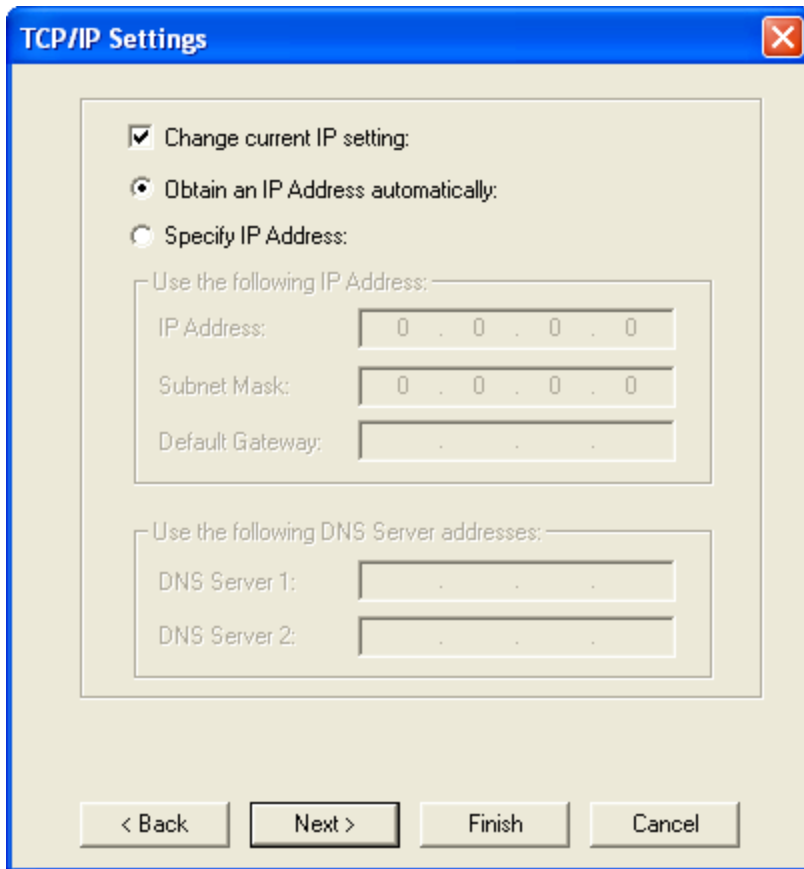 TCP/IP Settings
Change current IP setting:
Obtain an IP Address automatically:
Specify IP Address:
Use the following IP Address:
IP Address: 0 . 0 . 0 . 0
Subnet Mask: 0 . 0 . 0 . 0
Default Gateway: . . .
Use the following DNS Server addresses:
DNS Server 1: . . .
DNS Server 2: . . .
< Back Next > Finish Cancel